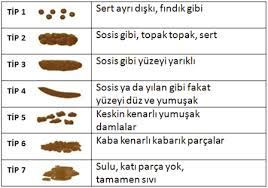 TİP 1 Sert ayrı dışkı, fındık gibi
TİP 2 Sosis gibi, topak topak, sert
TİP 3 Sosis gibi yüzeyi yarıklı
TİP 4 Sosis ya da yılan gibi fakat
yüzeyi düz ve yumuşak
TİP 5 Keskin kenarlı yumuşak
damlalar
TİP 6 Kaba kenarlı kabarık parçalar
TİP 7 Sulu, katı parça yok,
tamamen sıvı